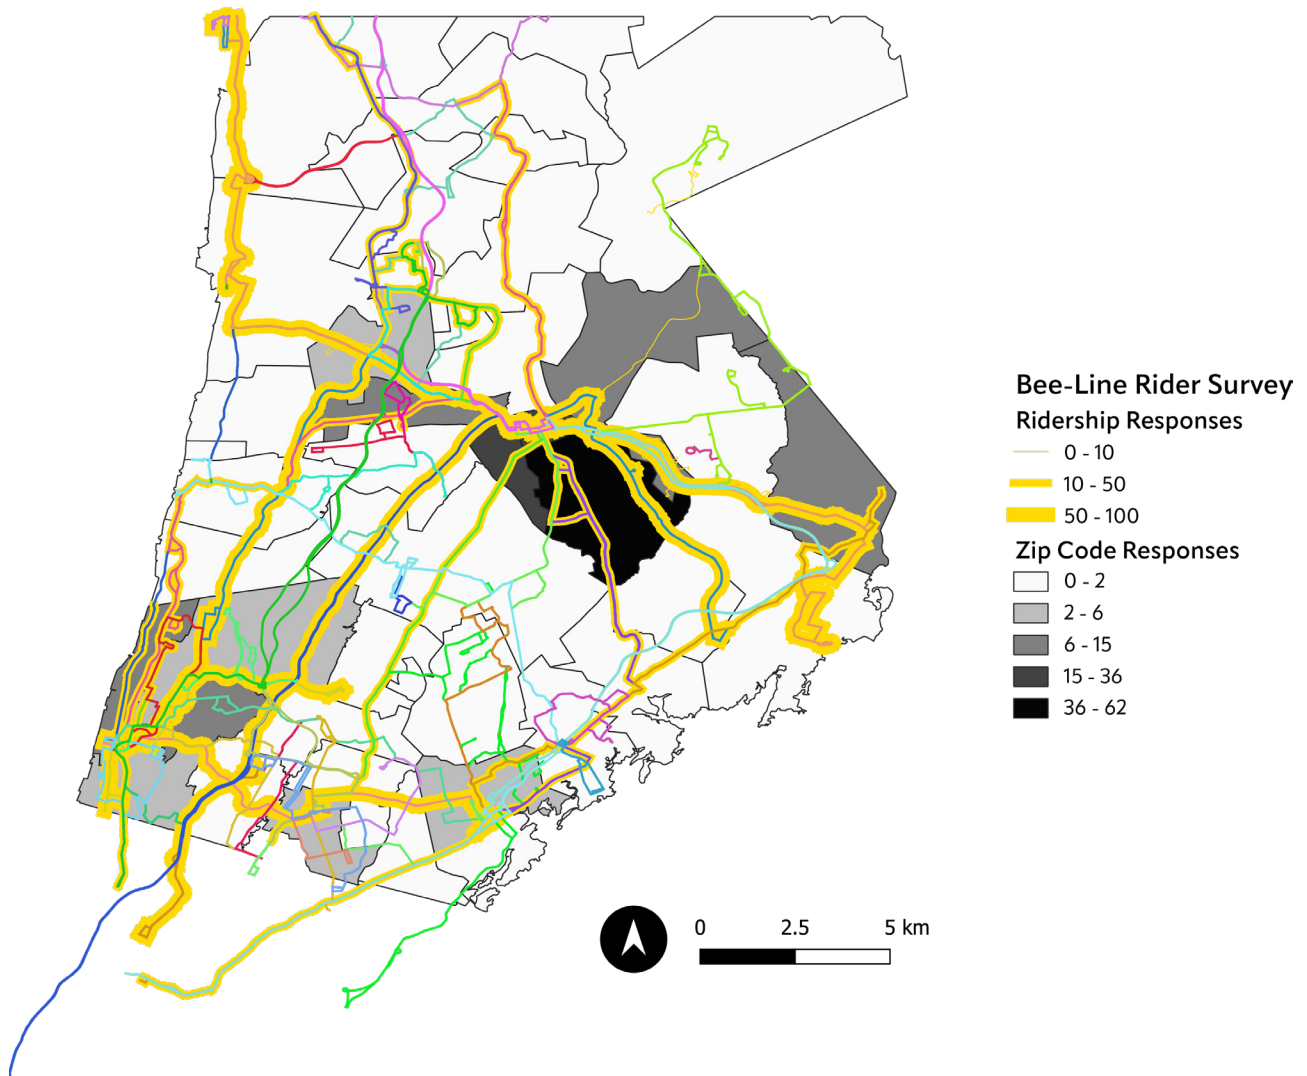 Bee-Line Rider Survey
Ridership Responses
0 - 10
10 - 50
50 - 100
Zip Code Responses
0 - 2
2 - 6
6 - 15
15 - 36
36 - 62
0 2.5 5 km